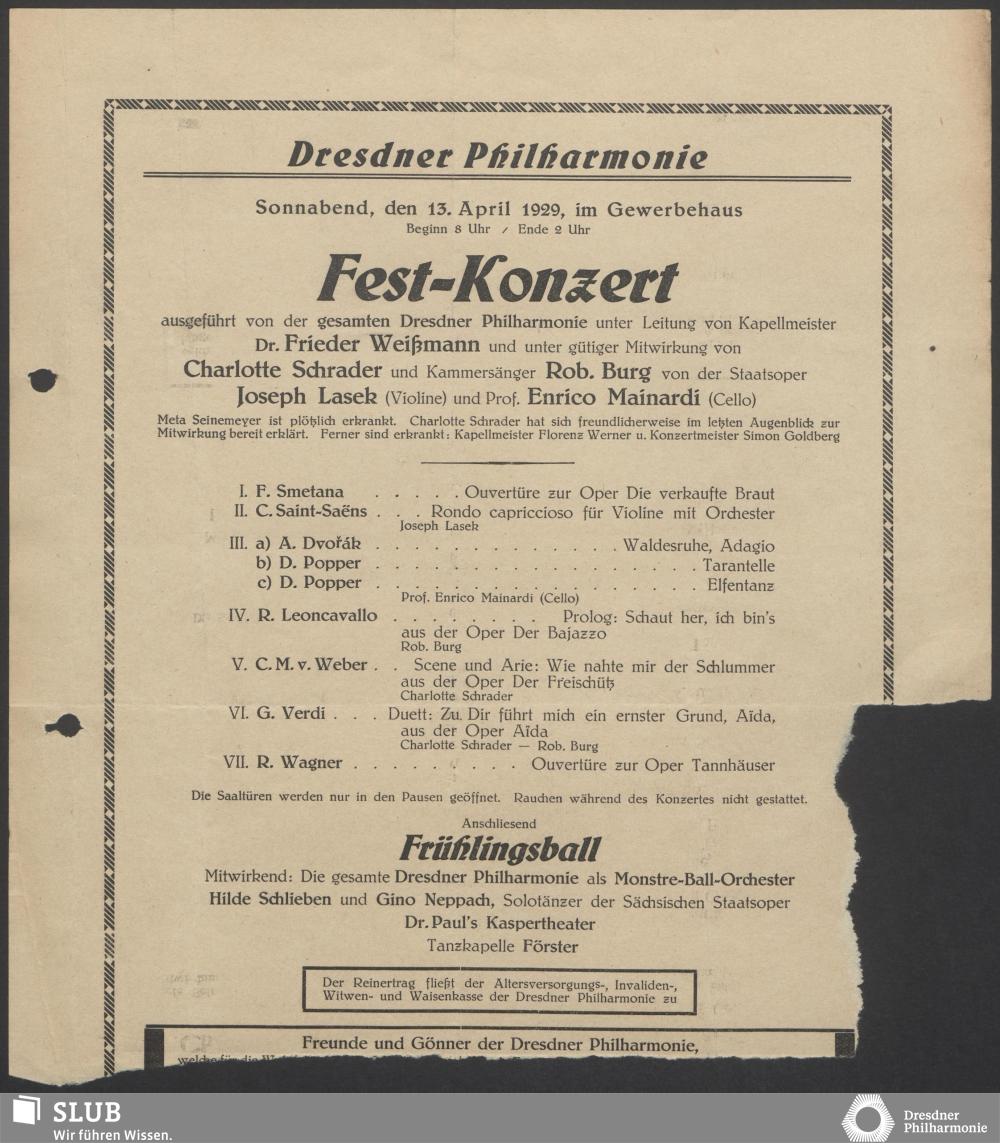 Dresdner Philharmonie
Sonnabend, den 13. April 1929, im Gewerbehaus
Beginn 8 Uhr / Ende 2 Uhr
Fest-Konzert
ausgeführt von der gesamten Dresdner Philharmonie unter Leitung von Kapellmeister
Dr. Frieder Weißmann und unter gütiger Mitwirkung von
Charlotte Schrader und Kammersänger Rob. Burg von der Staatsoper
Joseph Lasek (Violine) und Prof. Enrico Mainardi (Cello)
Meta Seinemeyer ist plötzlich erkrankt. Charlotte Schrader hat sich freundlicherweise im letzten Augenblick zur
Mitwirkung bereit erklärt. Ferner sind erkrankt: Kapellmeister Florenz Werner u. Konzertmeister Simon Goldberg
I. F. Smetana . . . . . Ouvertüre zur Oper Die verkaufte Braut
II. C. Saint-Saëns . . . Rondo capriccioso für Violine mit Orchester
Joseph Lasek
III. a) A. Dvořák . . . . . . . . . . . . . Waldesruhe, Adagio
b) D. Popper . . . . . . . . . . . . . . . . . Tarantelle
c) D. Popper . . . . . . . . . . . . . . . . . Elfentanz
Prof. Enrico Mainardi (Cello)
IV. R. Leoncavallo . . . . . . . . Prolog: Schaut her, ich bin's
aus der Oper Der Bajazzo
Rob. Burg
V. C. M. v. Weber . . Scene und Arie: Wie nahte mir der Schlummer
aus der Oper Der Freischütz
Charlotte Schrader
VI. G. Verdi . . . Duett: Zu Dir führt mich ein ernster Grund, Aïda,
aus der Oper Aïda
Charlotte Schrader — Rob. Burg
VII. R. Wagner . . . . . . . . . Ouvertüre zur Oper Tannhäuser
Die Saaltüren werden nur in den Pausen geöffnet. Rauchen während des Konzertes nicht gestattet.
Anschliesend
Frühlingsball
Mitwirkend: Die gesamte Dresdner Philharmonie als Monstre-Ball-Orchester
Hilde Schlieben und Gino Neppach, Solotänzer der Sächsischen Staatsoper
Dr. Paul's Kaspertheater
Tanzkapelle Förster
Der Reinertrag fließt der Altersversorgungs-, Invaliden-,
Witwen- und Waisenkasse der Dresdner Philharmonie zu
Freunde und Gönner der Dresdner Philharmonie,
welche für die
SLUB
Wir führen Wissen.
Dresdner
Philharmonie